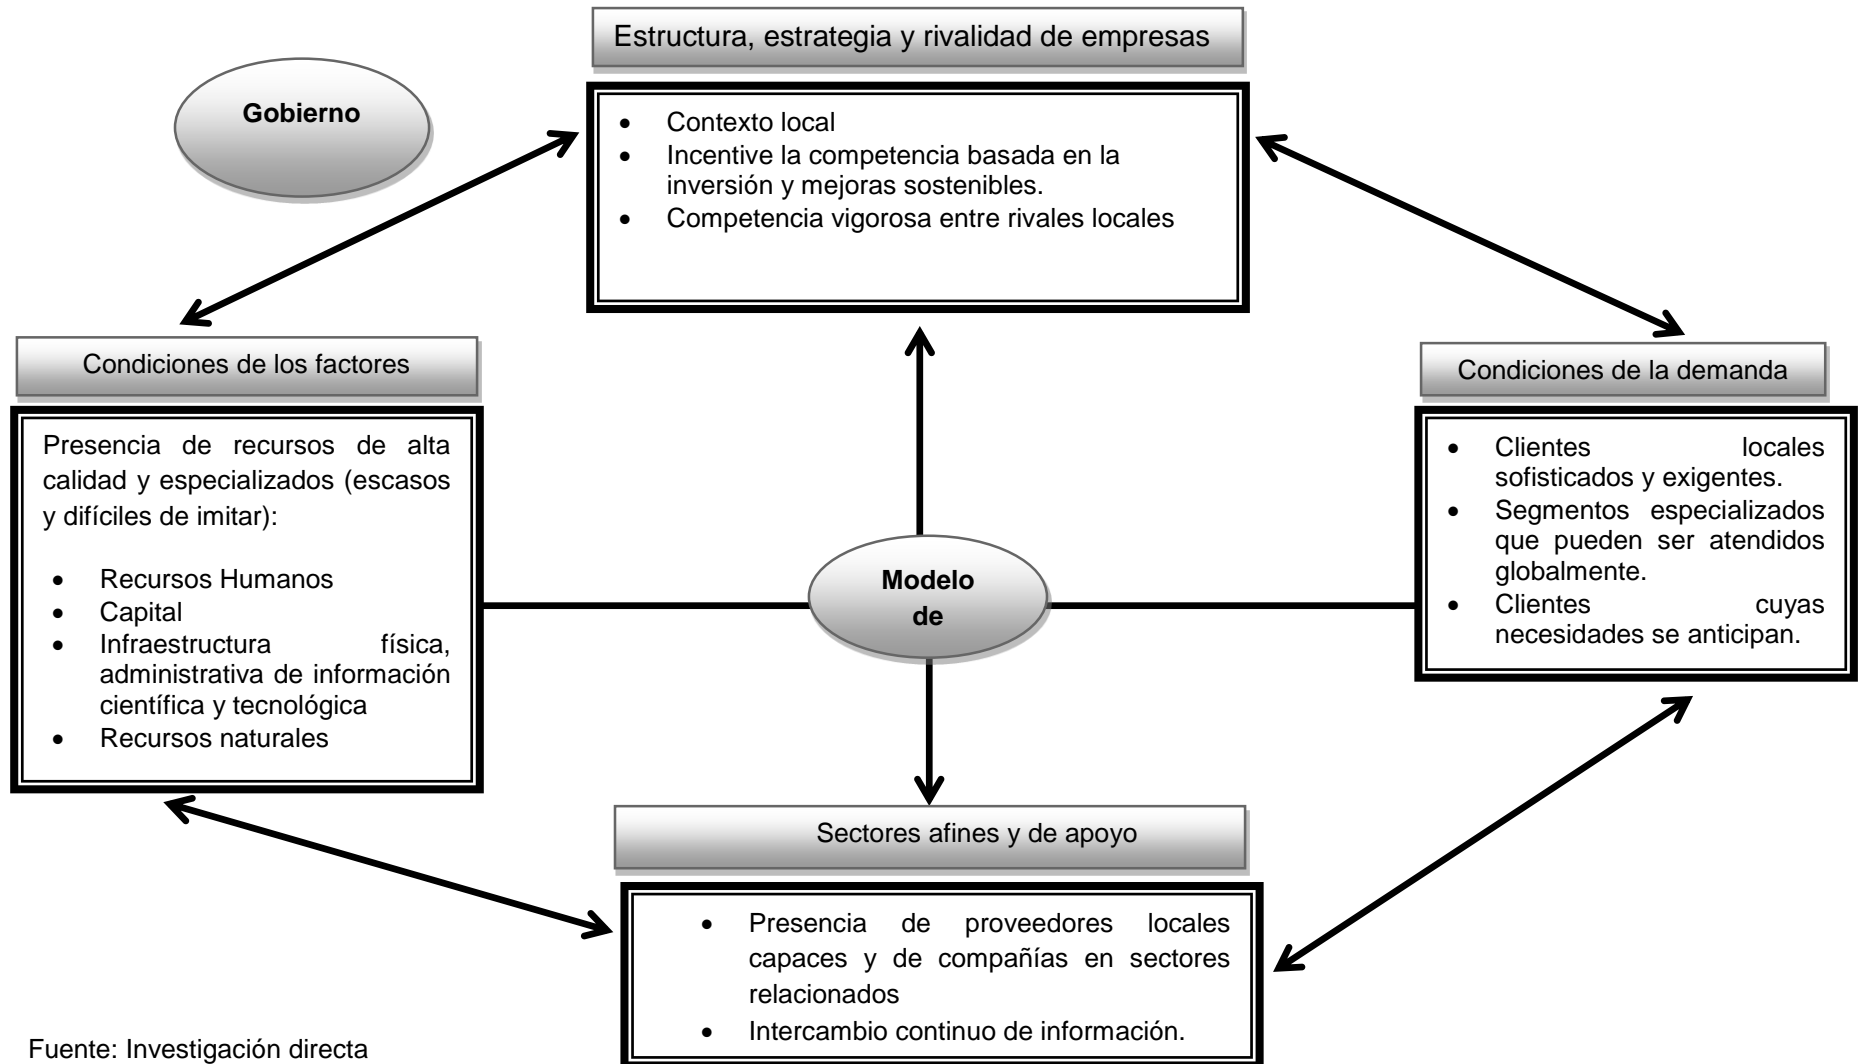 Estructura, estrategia y rivalidad de empresas
Gobierno
• Contexto local
• Incentive la competencia basada en la
inversión y mejoras sostenibles.
• Competencia vigorosa entre rivales locales
Condiciones de los factores
Presencia de recursos de alta
calidad y especializados (escasos
y difíciles de imitar):
• Recursos Humanos
• Capital
• Infraestructura física,
administrativa de información
científica y tecnológica
• Recursos naturales
Modelo
de
Condiciones de la demanda
• Clientes locales
sofisticados y exigentes.
• Segmentos especializados
que pueden ser atendidos
globalmente.
• Clientes cuyas
necesidades se anticipan.
Sectores afines y de apoyo
• Presencia de proveedores locales
capaces y de compañías en sectores
relacionados
• Intercambio continuo de información.
Fuente: Investigación directa